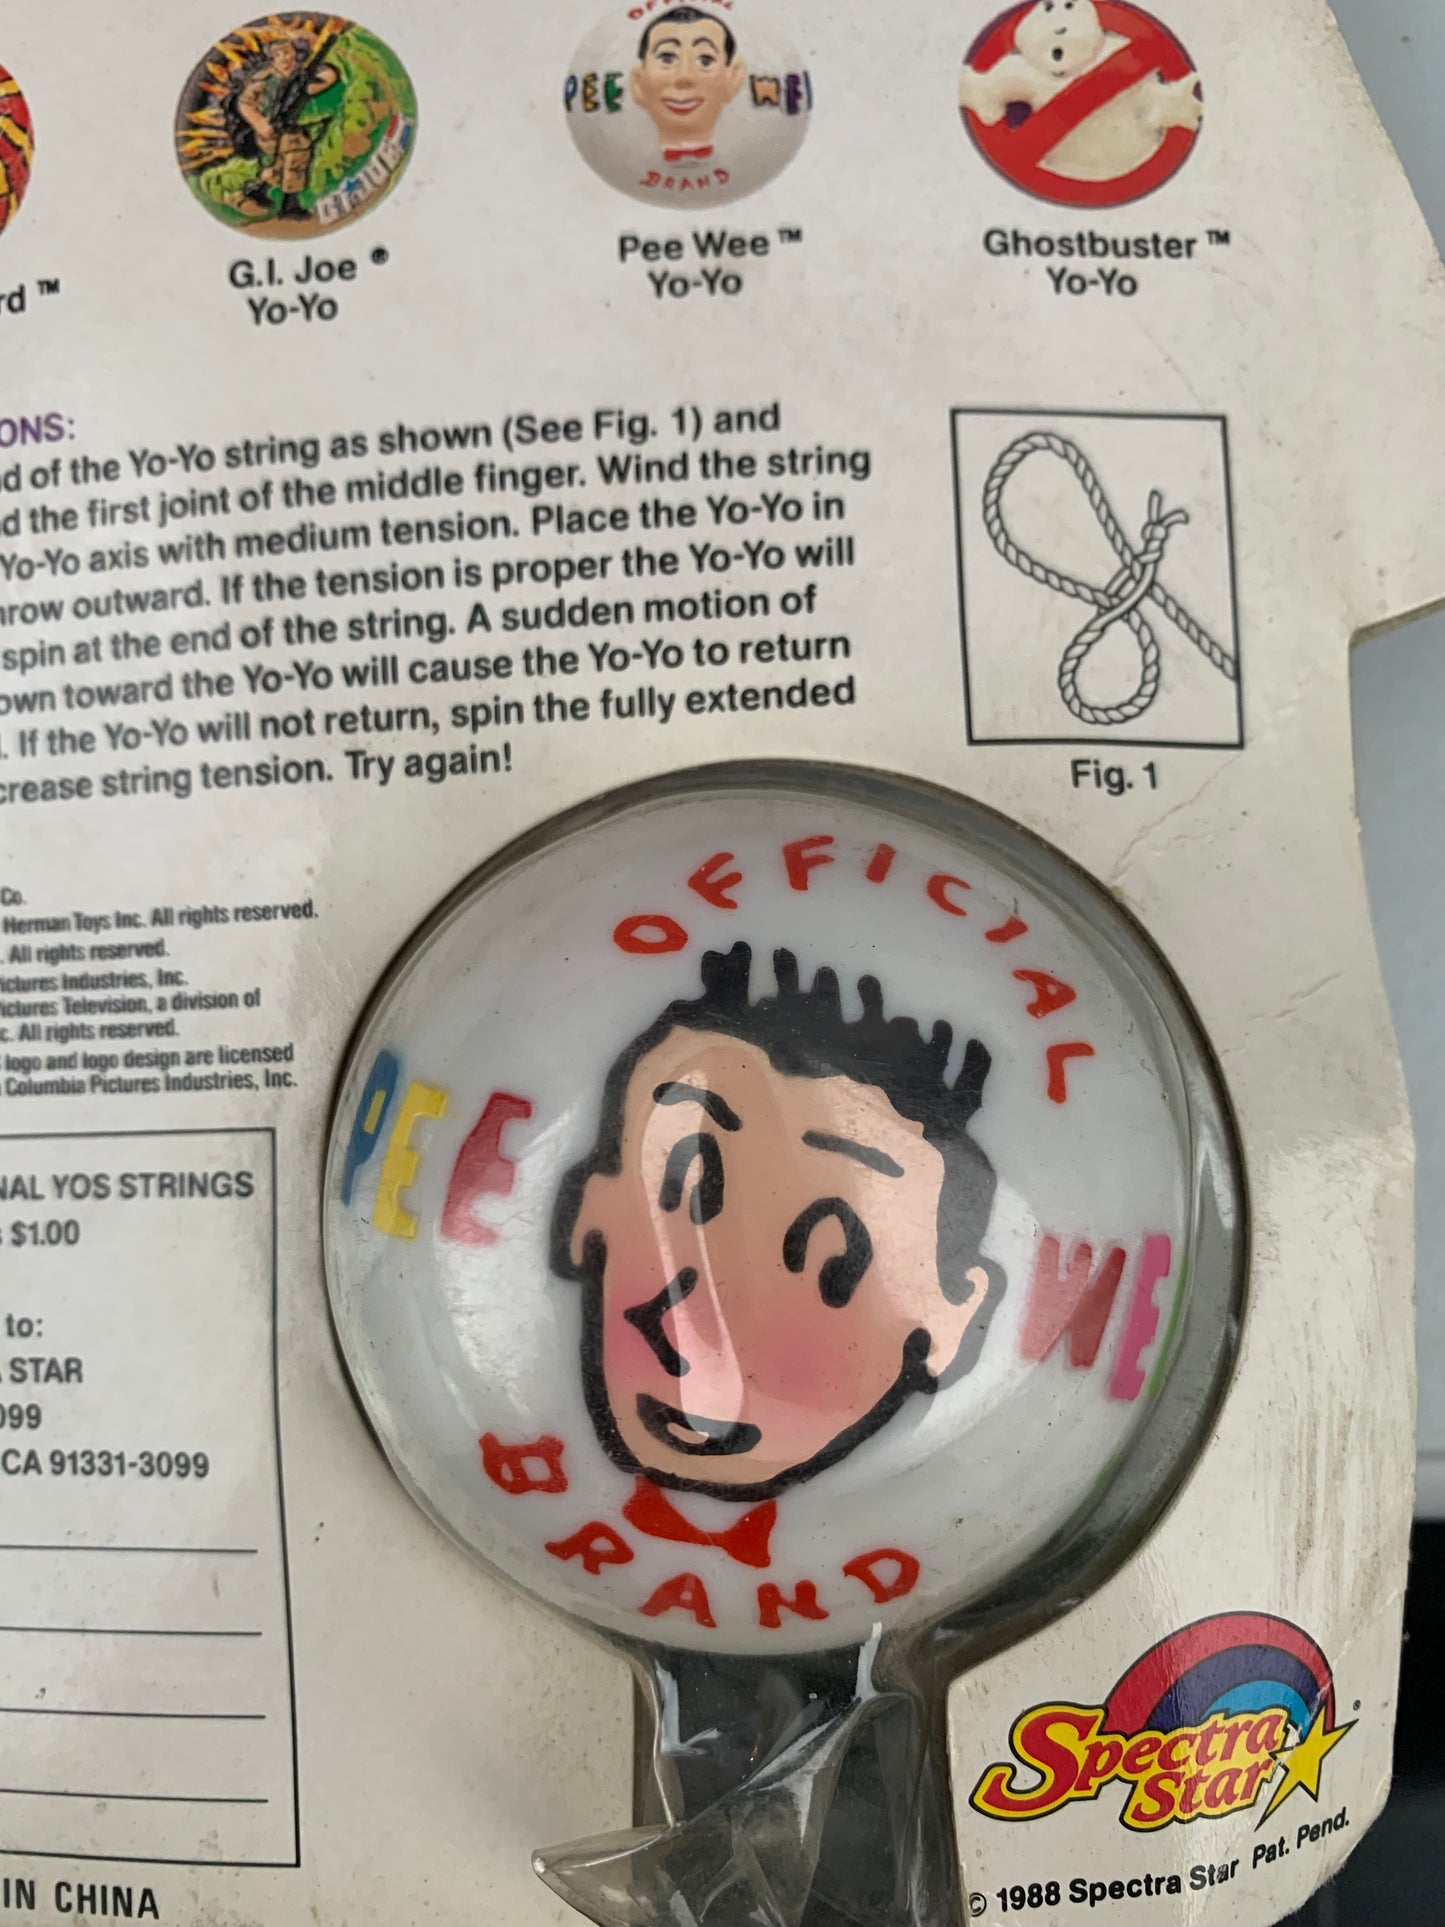 OFFICIAL
PEE WEE
BRAND
G.I. JOE
rd ™
G.I. Joe ®
Yo-Yo
Pee Wee ™
Yo-Yo
Ghostbuster ™
Yo-Yo
ONS:
d of the Yo-Yo string as shown (See Fig. 1) and
d the first joint of the middle finger. Wind the string
Yo-Yo axis with medium tension. Place the Yo-Yo in
hrow outward. If the tension is proper the Yo-Yo will
spin at the end of the string. A sudden motion of
own toward the Yo-Yo will cause the Yo-Yo to return
. If the Yo-Yo will not return, spin the fully extended
crease string tension. Try again!
Fig. 1
Co.
Herman Toys Inc. All rights reserved.
. All rights reserved.
ictures Industries, Inc.
ictures Television, a division of
c. All rights reserved.
logo and logo design are licensed
Columbia Pictures Industries, Inc.
NAL YOS STRINGS
$1.00
to:
STAR
099
CA 91331-3099
IN CHINA
OFFICIAL
PEE WE
BRAND
Spectra
Star ®
© 1988 Spectra Star Pat. Pend.